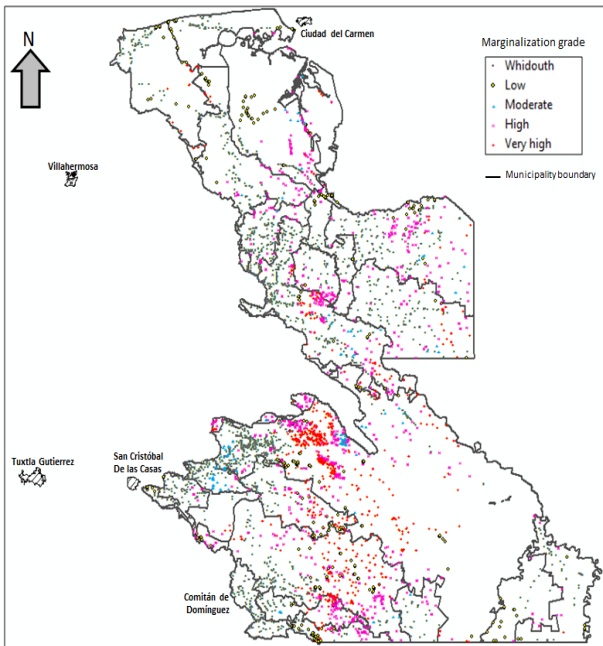 Ciudad del Carmen
N
Marginalization grade
Whidouth
Low
Moderate
High
Very high
Municipality boundary
Villahermosa
Tuxtla Gutierrez
San Cristóbal
De las Casas
Comitán de
Domínguez